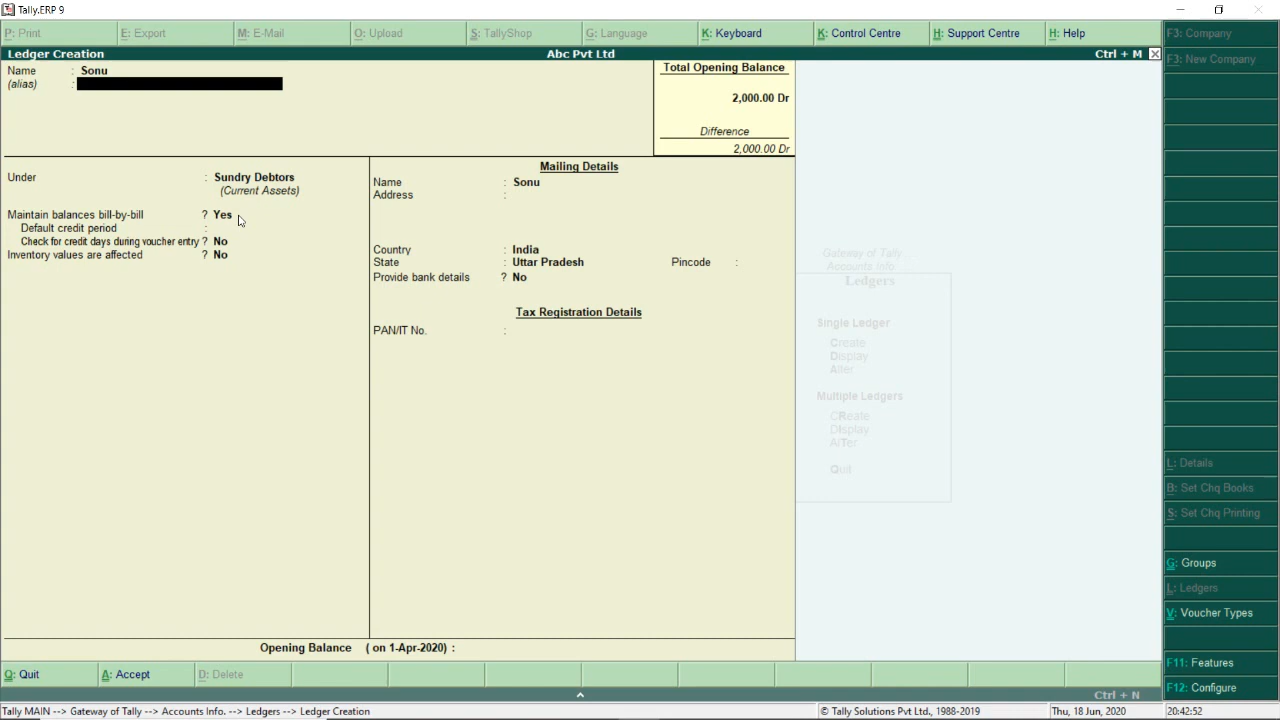 Tally.ERP 9
P: Print E: Export M: E-Mail O: Upload S: TallyShop G: Language K: Keyboard K: Control Centre H: Support Centre H: Help
Ledger Creation Abc Pvt Ltd Ctrl + M
Name : Sonu
(alias) :
Total Opening Balance
2,000.00 Dr
Difference
2,000.00 Dr
Under : Sundry Debtors
(Current Assets)
Maintain balances bill-by-bill ? Yes
Default credit period :
Check for credit days during voucher entry ? No
Inventory values are affected ? No
Mailing Details
Name : Sonu
Address :
Country : India
State : Uttar Pradesh Pincode :
Provide bank details ? No
Tax Registration Details
PAN/IT No. :
Opening Balance ( on 1-Apr-2020) :
Gateway of Tally ...
Accounts Info. ...
Ledgers
Single Ledger
Create
Display
Alter
Multiple Ledgers
CReate
DIsplay
AlTer
Quit
F3: Company
F3: New Company
L: Details
B: Set Chq Books
S: Set Chq Printing
G: Groups
L: Ledgers
V: Voucher Types
F11: Features
F12: Configure
Q: Quit A: Accept D: Delete
Ctrl + N
Tally MAIN --> Gateway of Tally --> Accounts Info. --> Ledgers --> Ledger Creation © Tally Solutions Pvt Ltd., 1988-2019 Thu, 18 Jun, 2020 20:42:52